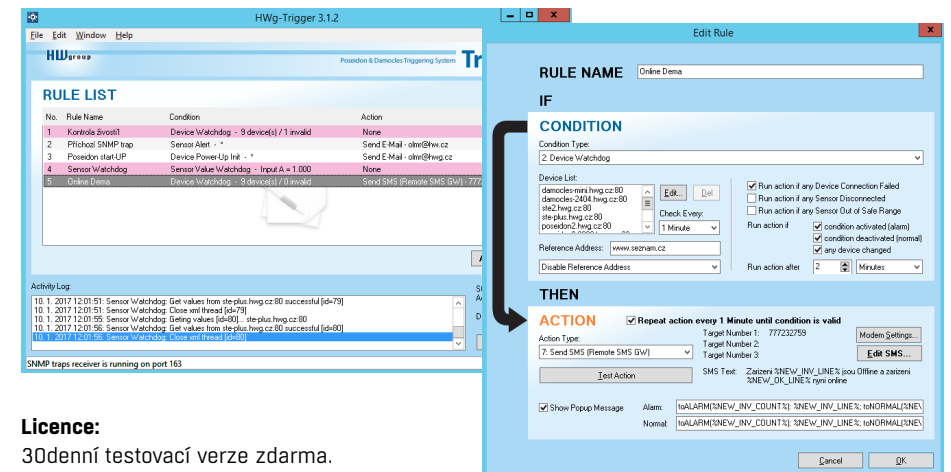 HWg-Trigger 3.1.2
File Edit Window Help
HWgroup
Poseidon & Damocles Triggering System Tr
RULE LIST
No. Rule Name Condition Action
1 Kontrola živosti1 Device Watchdog - 9 device(s) / 1 invalid None
2 Příchozí SNMP trap Sensor Alert - * Send E-Mail - olmr@hw.cz
3 Poseidon start-UP Device Power-Up Init - * Send E-Mail - olmr@hwg.cz
4 Sensor Watchdog Sensor Value Watchdog - Input A = 1.000 None
5 Online Dema Device Watchdog - 9 device(s) / 0 invalid Send SMS (Remote SMS GW) - 777
Activity Log:
10. 1. 2017 12:01:51: Sensor Watchdog: Get values from ste-plus.hwg.cz:80 successful [id=79]
10. 1. 2017 12:01:51: Sensor Watchdog: Close xml thread [id=79]
10. 1. 2017 12:01:55: Sensor Watchdog: Geting values [id=80]... ste-plus.hwg.cz:80
10. 1. 2017 12:01:56: Sensor Watchdog: Get values from ste-plus.hwg.cz:80 successful [id=80]
10. 1. 2017 12:01:56: Sensor Watchdog: Close xml thread [id=80]
SNMP traps receiver is running on port 163
Edit Rule
RULE NAME Online Dema
IF
CONDITION
Condition Type:
2: Device Watchdog
Device List:
damocles-mini.hwg.cz:80
damocles-2404.hwg.cz:80
ste2.hwg.cz:80
ste-plus.hwg.cz:80
poseidon2.hwg.cz:80
Edit... Del
Check Every:
1 Minute
Reference Address: www.seznam.cz
Disable Reference Address
Run action if any Device Connection Failed
Run action if any Sensor Disconnected
Run action if any Sensor Out of Safe Range
Run action if condition activated (alarm)
condition deactivated (normal)
any device changed
Run action after 2 Minutes
THEN
ACTION Repeat action every 1 Minute until condition is valid
Action Type:
7: Send SMS (Remote SMS GW)
Test Action
Target Number 1: 777232759
Target Number 2:
Target Number 3:
Modem Settings...
Edit SMS...
SMS Text: Zarizeni %NEW_INV_LINE% jsou Offline a zarizeni
%NEW_OK_LINE% nyni online
Show Popup Message Alarm: toALARM(%NEW_INV_COUNT%): %NEW_INV_LINE%; toNORMAL(%NE\
Normal: toALARM(%NEW_INV_COUNT%): %NEW_INV_LINE%; toNORMAL(%NE\
Cancel OK
Licence:
30denní testovací verze zdarma.